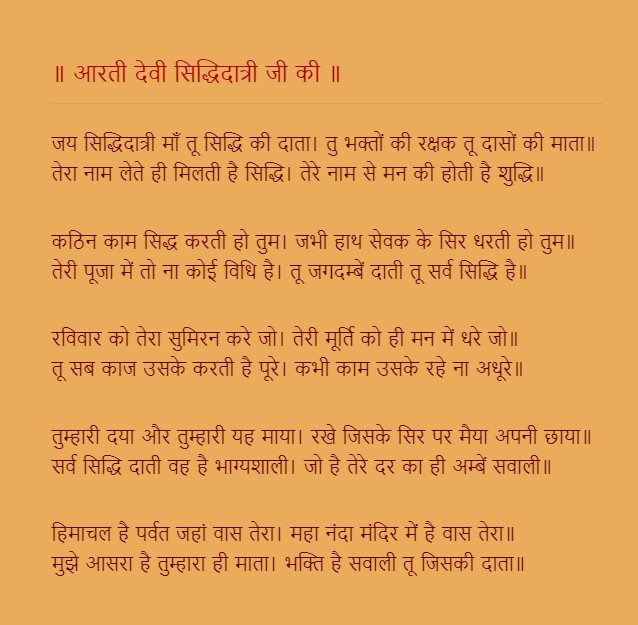 ॥ आरती देवी सिद्धिदात्री जी की ॥
जय सिद्धिदात्री माँ तू सिद्धि की दाता। तु भक्तों की रक्षक तू दासों की माता॥
तेरा नाम लेते ही मिलती है सिद्धि। तेरे नाम से मन की होती है शुद्धि॥
कठिन काम सिद्ध करती हो तुम। जभी हाथ सेवक के सिर धरती हो तुम॥
तेरी पूजा में तो ना कोई विधि है। तू जगदम्बें दाती तू सर्व सिद्धि है॥
रविवार को तेरा सुमिरन करे जो। तेरी मूर्ति को ही मन में धरे जो॥
तू सब काज उसके करती है पूरे। कभी काम उसके रहे ना अधूरे॥
तुम्हारी दया और तुम्हारी यह माया। रखे जिसके सिर पर मैया अपनी छाया॥
सर्व सिद्धि दाती वह है भाग्यशाली। जो है तेरे दर का ही अम्बें सवाली॥
हिमाचल है पर्वत जहां वास तेरा। महा नंदा मंदिर में है वास तेरा॥
मुझे आसरा है तुम्हारा ही माता। भक्ति है सवाली तू जिसकी दाता॥